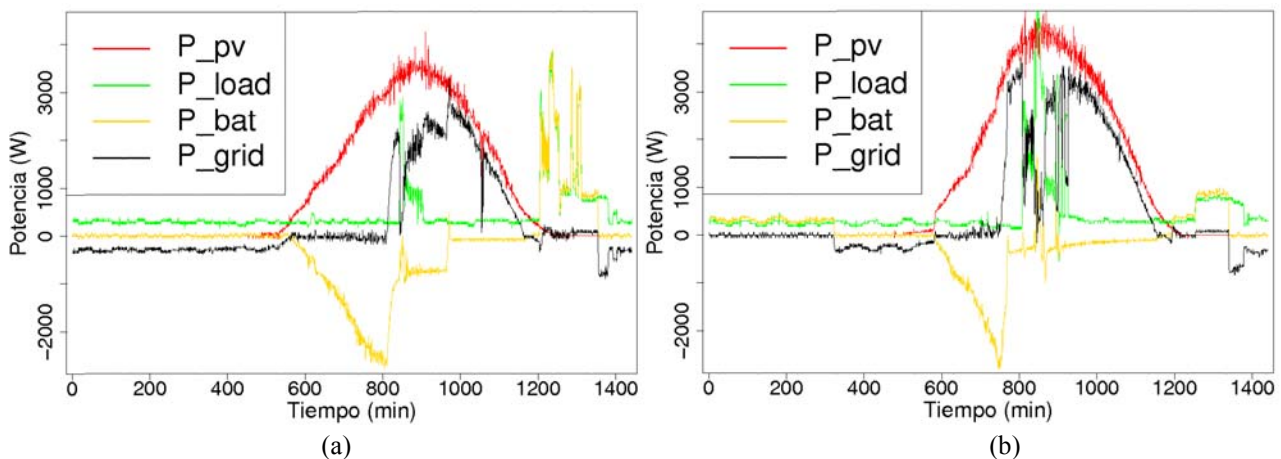 P_pv
P_load
P_bat
P_grid
Potencia (W)
−2000 0 1000 3000
0 200 400 600 800 1000 1200 1400
Tiempo (min)
(a)
P_pv
P_load
P_bat
P_grid
Potencia (W)
−2000 0 1000 3000
0 200 400 600 800 1000 1200 1400
Tiempo (min)
(b)